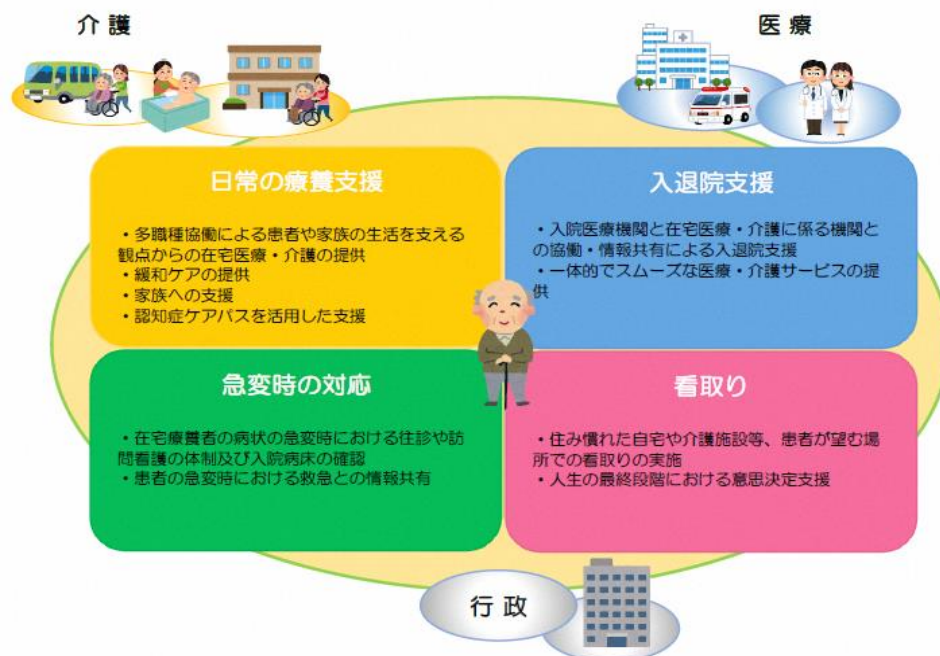 介護
医療
日常の療養支援
・多職種協働による患者や家族の生活を支える
観点からの在宅医療・介護の提供
・緩和ケアの提供
・家族への支援
・認知症ケアパスを活用した支援
入退院支援
・入院医療機関と在宅医療・介護に係る機関と
の協働・情報共有による入退院支援
・一体的でスムーズな医療・介護サービスの提
供
急変時の対応
・在宅療養者の病状の急変時における往診や訪
問看護の体制及び入院病床の確認
・患者の急変時における救急との情報共有
看取り
・住み慣れた自宅や介護施設等、患者が望む場
所での看取りの実施
・人生の最終段階における意思決定支援
行政